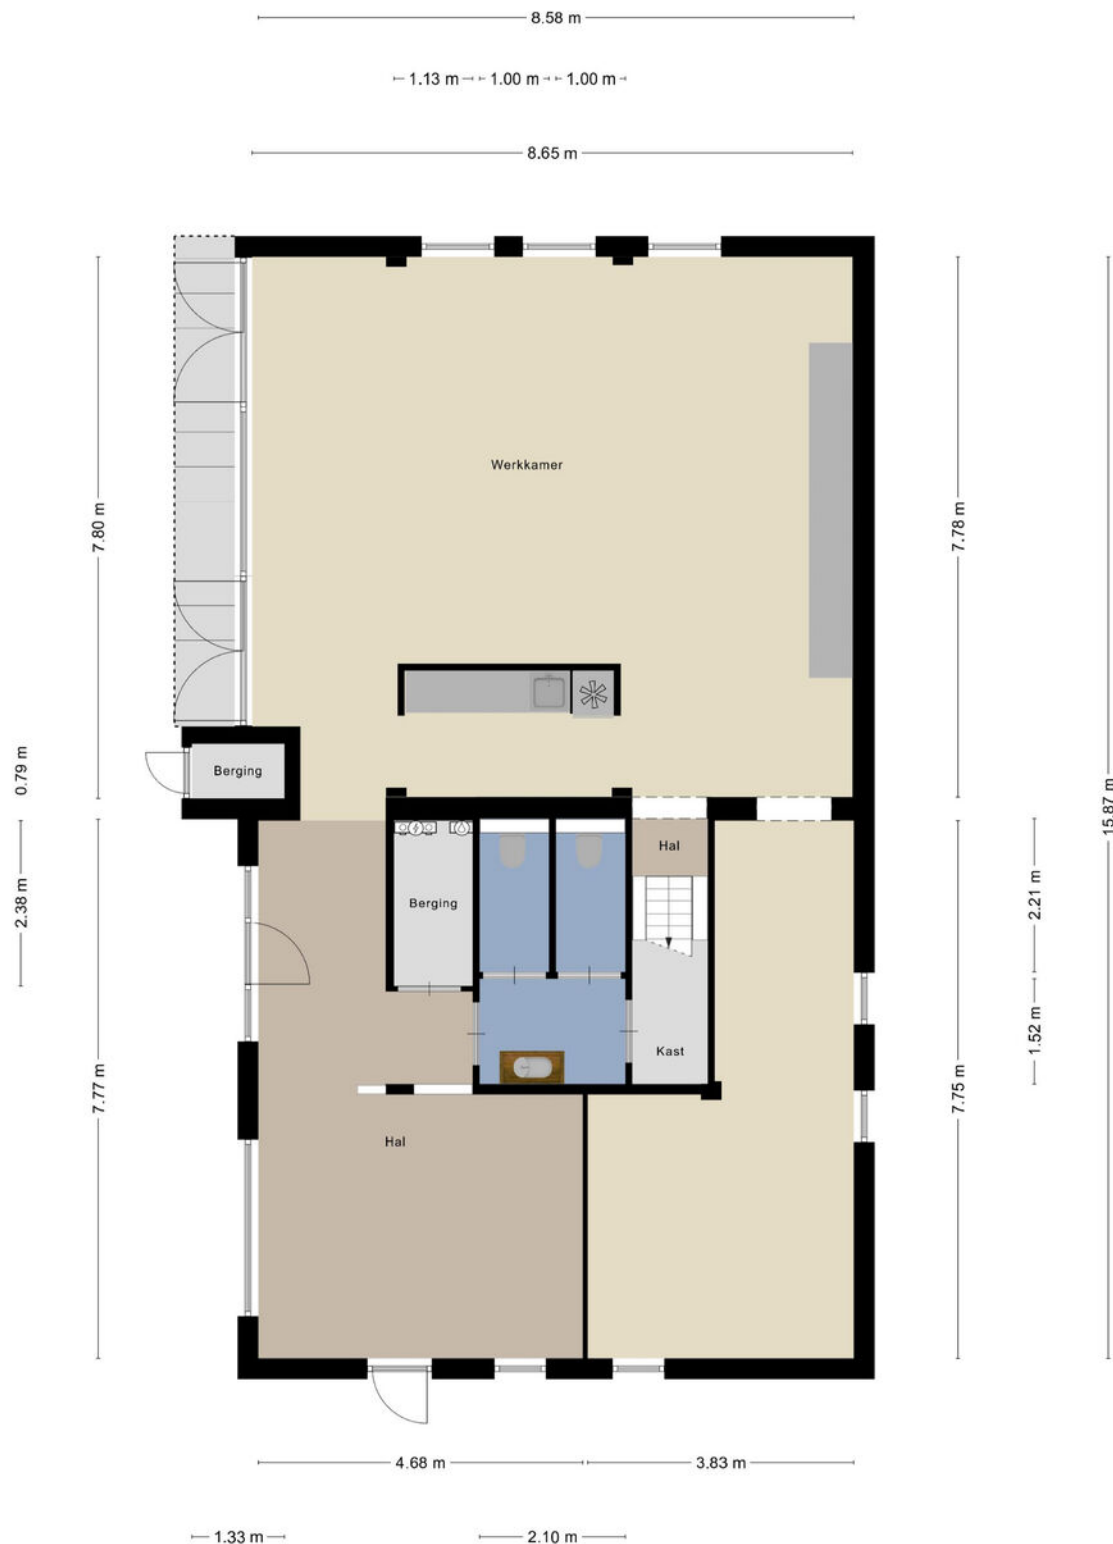 8.58 m
1.13 m
1.00 m
1.00 m
8.65 m
Werkkamer
7.80 m
7.78 m
Berging
0.79 m
15.87 m
Hal
Berging
2.38 m
2.21 m
Kast
1.52 m
7.77 m
7.75 m
Hal
4.68 m
3.83 m
1.33 m
2.10 m